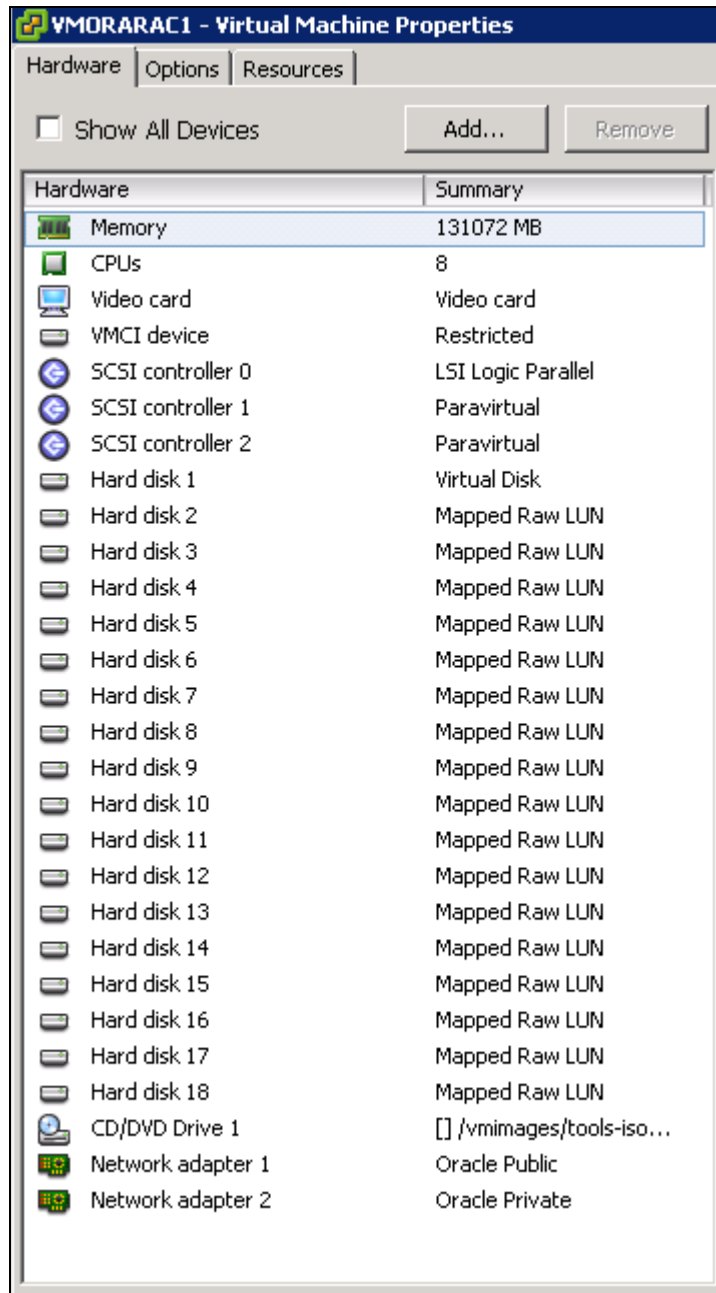 VMORARAC1 - Virtual Machine Properties
Hardware Options Resources
Show All Devices Add... Remove
Hardware Summary
Memory 131072 MB
CPUs 8
Video card Video card
VMCI device Restricted
SCSI controller 0 LSI Logic Parallel
SCSI controller 1 Paravirtual
SCSI controller 2 Paravirtual
Hard disk 1 Virtual Disk
Hard disk 2 Mapped Raw LUN
Hard disk 3 Mapped Raw LUN
Hard disk 4 Mapped Raw LUN
Hard disk 5 Mapped Raw LUN
Hard disk 6 Mapped Raw LUN
Hard disk 7 Mapped Raw LUN
Hard disk 8 Mapped Raw LUN
Hard disk 9 Mapped Raw LUN
Hard disk 10 Mapped Raw LUN
Hard disk 11 Mapped Raw LUN
Hard disk 12 Mapped Raw LUN
Hard disk 13 Mapped Raw LUN
Hard disk 14 Mapped Raw LUN
Hard disk 15 Mapped Raw LUN
Hard disk 16 Mapped Raw LUN
Hard disk 17 Mapped Raw LUN
Hard disk 18 Mapped Raw LUN
CD/DVD Drive 1 [] /vmimages/tools-iso...
Network adapter 1 Oracle Public
Network adapter 2 Oracle Private